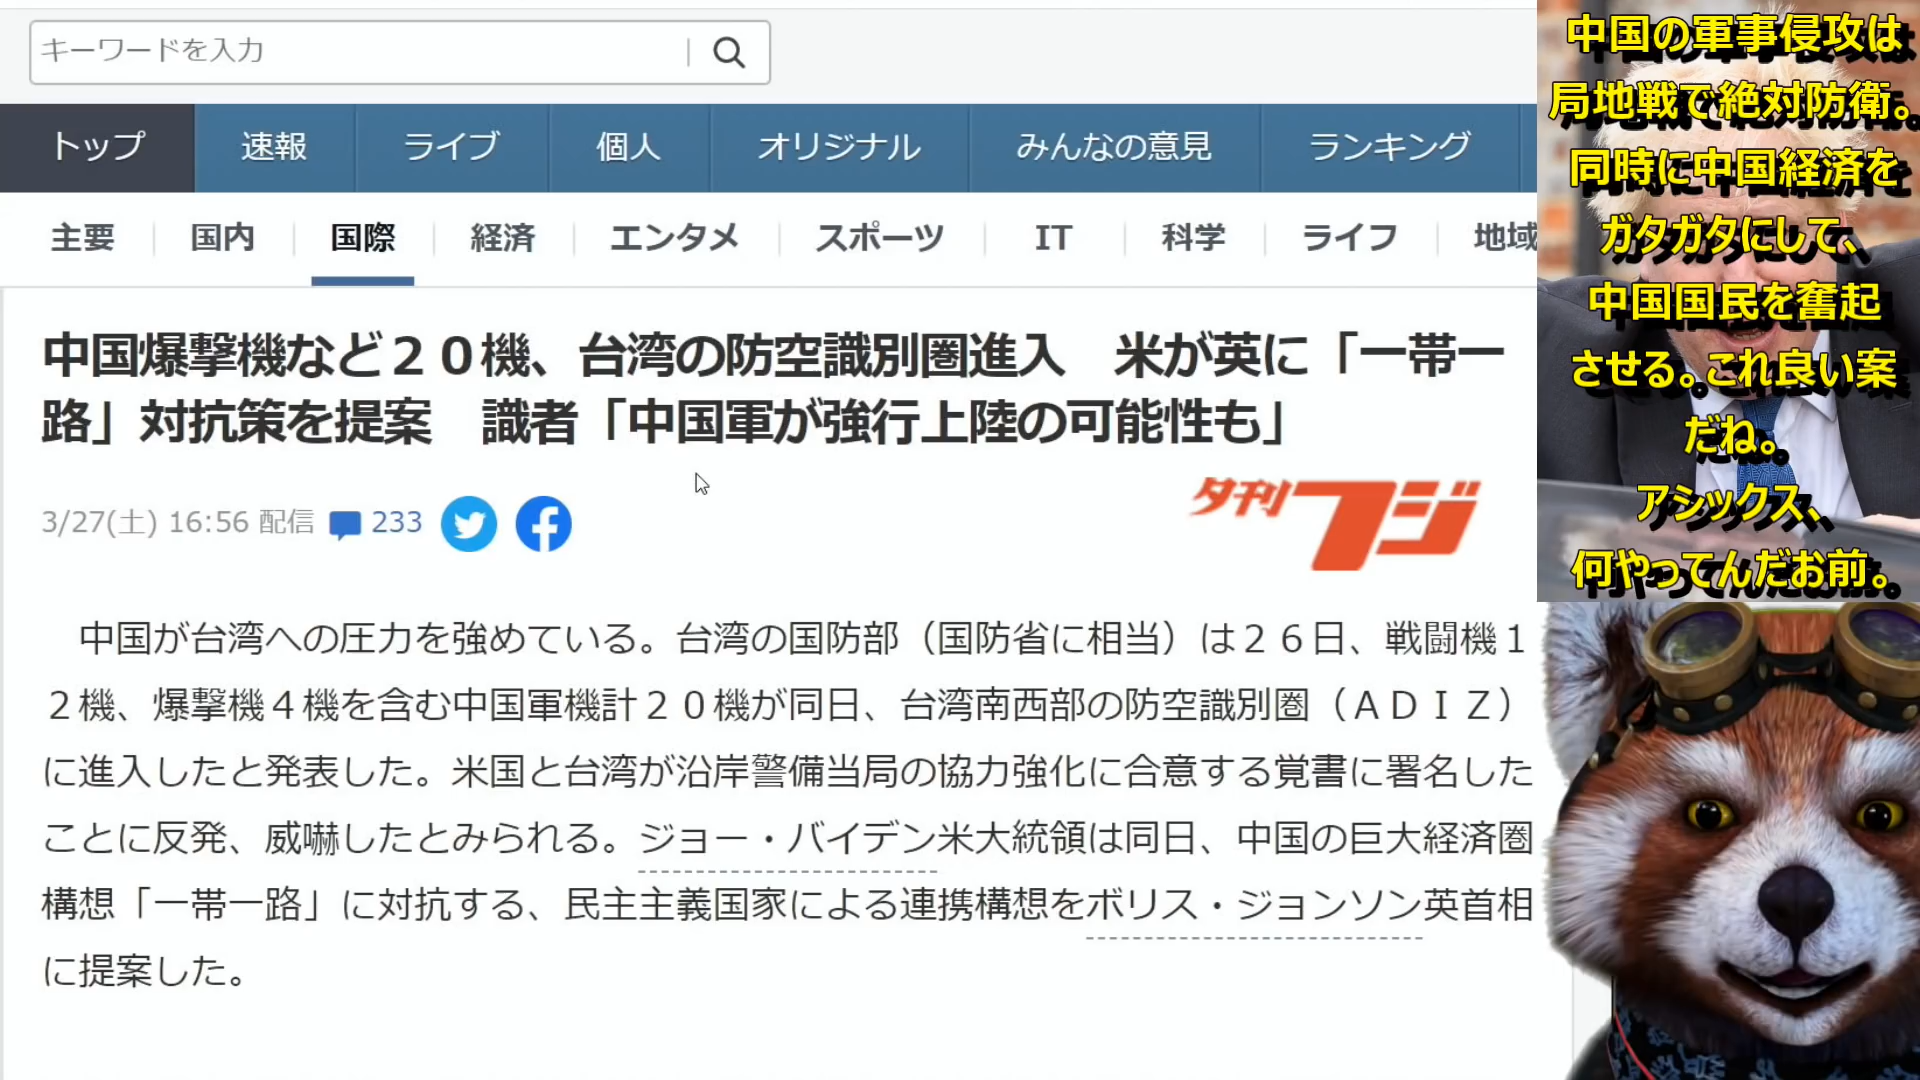 キーワードを入力
トップ 速報 ライブ 個人 オリジナル みんなの意見 ランキング
主要 国内 国際 経済 エンタメ スポーツ IT 科学 ライフ 地域
中国爆撃機など２０機、台湾の防空識別圏進入　米が英に「一帯一
路」対抗策を提案　識者「中国軍が強行上陸の可能性も」
3/27(土) 16:56 配信 233
夕刊フジ
中国が台湾への圧力を強めている。台湾の国防部（国防省に相当）は２６日、戦闘機１
２機、爆撃機４機を含む中国軍機計２０機が同日、台湾南西部の防空識別圏（ＡＤＩＺ）
に進入したと発表した。米国と台湾が沿岸警備当局の協力強化に合意する覚書に署名した
ことに反発、威嚇したとみられる。ジョー・バイデン米大統領は同日、中国の巨大経済圏
構想「一帯一路」に対抗する、民主主義国家による連携構想をボリス・ジョンソン英首相
に提案した。
中国の軍事侵攻は
局地戦で絶対防衛。
同時に中国経済を
ガタガタにして、
中国国民を奮起
させる。これ良い案
だね。
アシックス、
何やってんだお前。